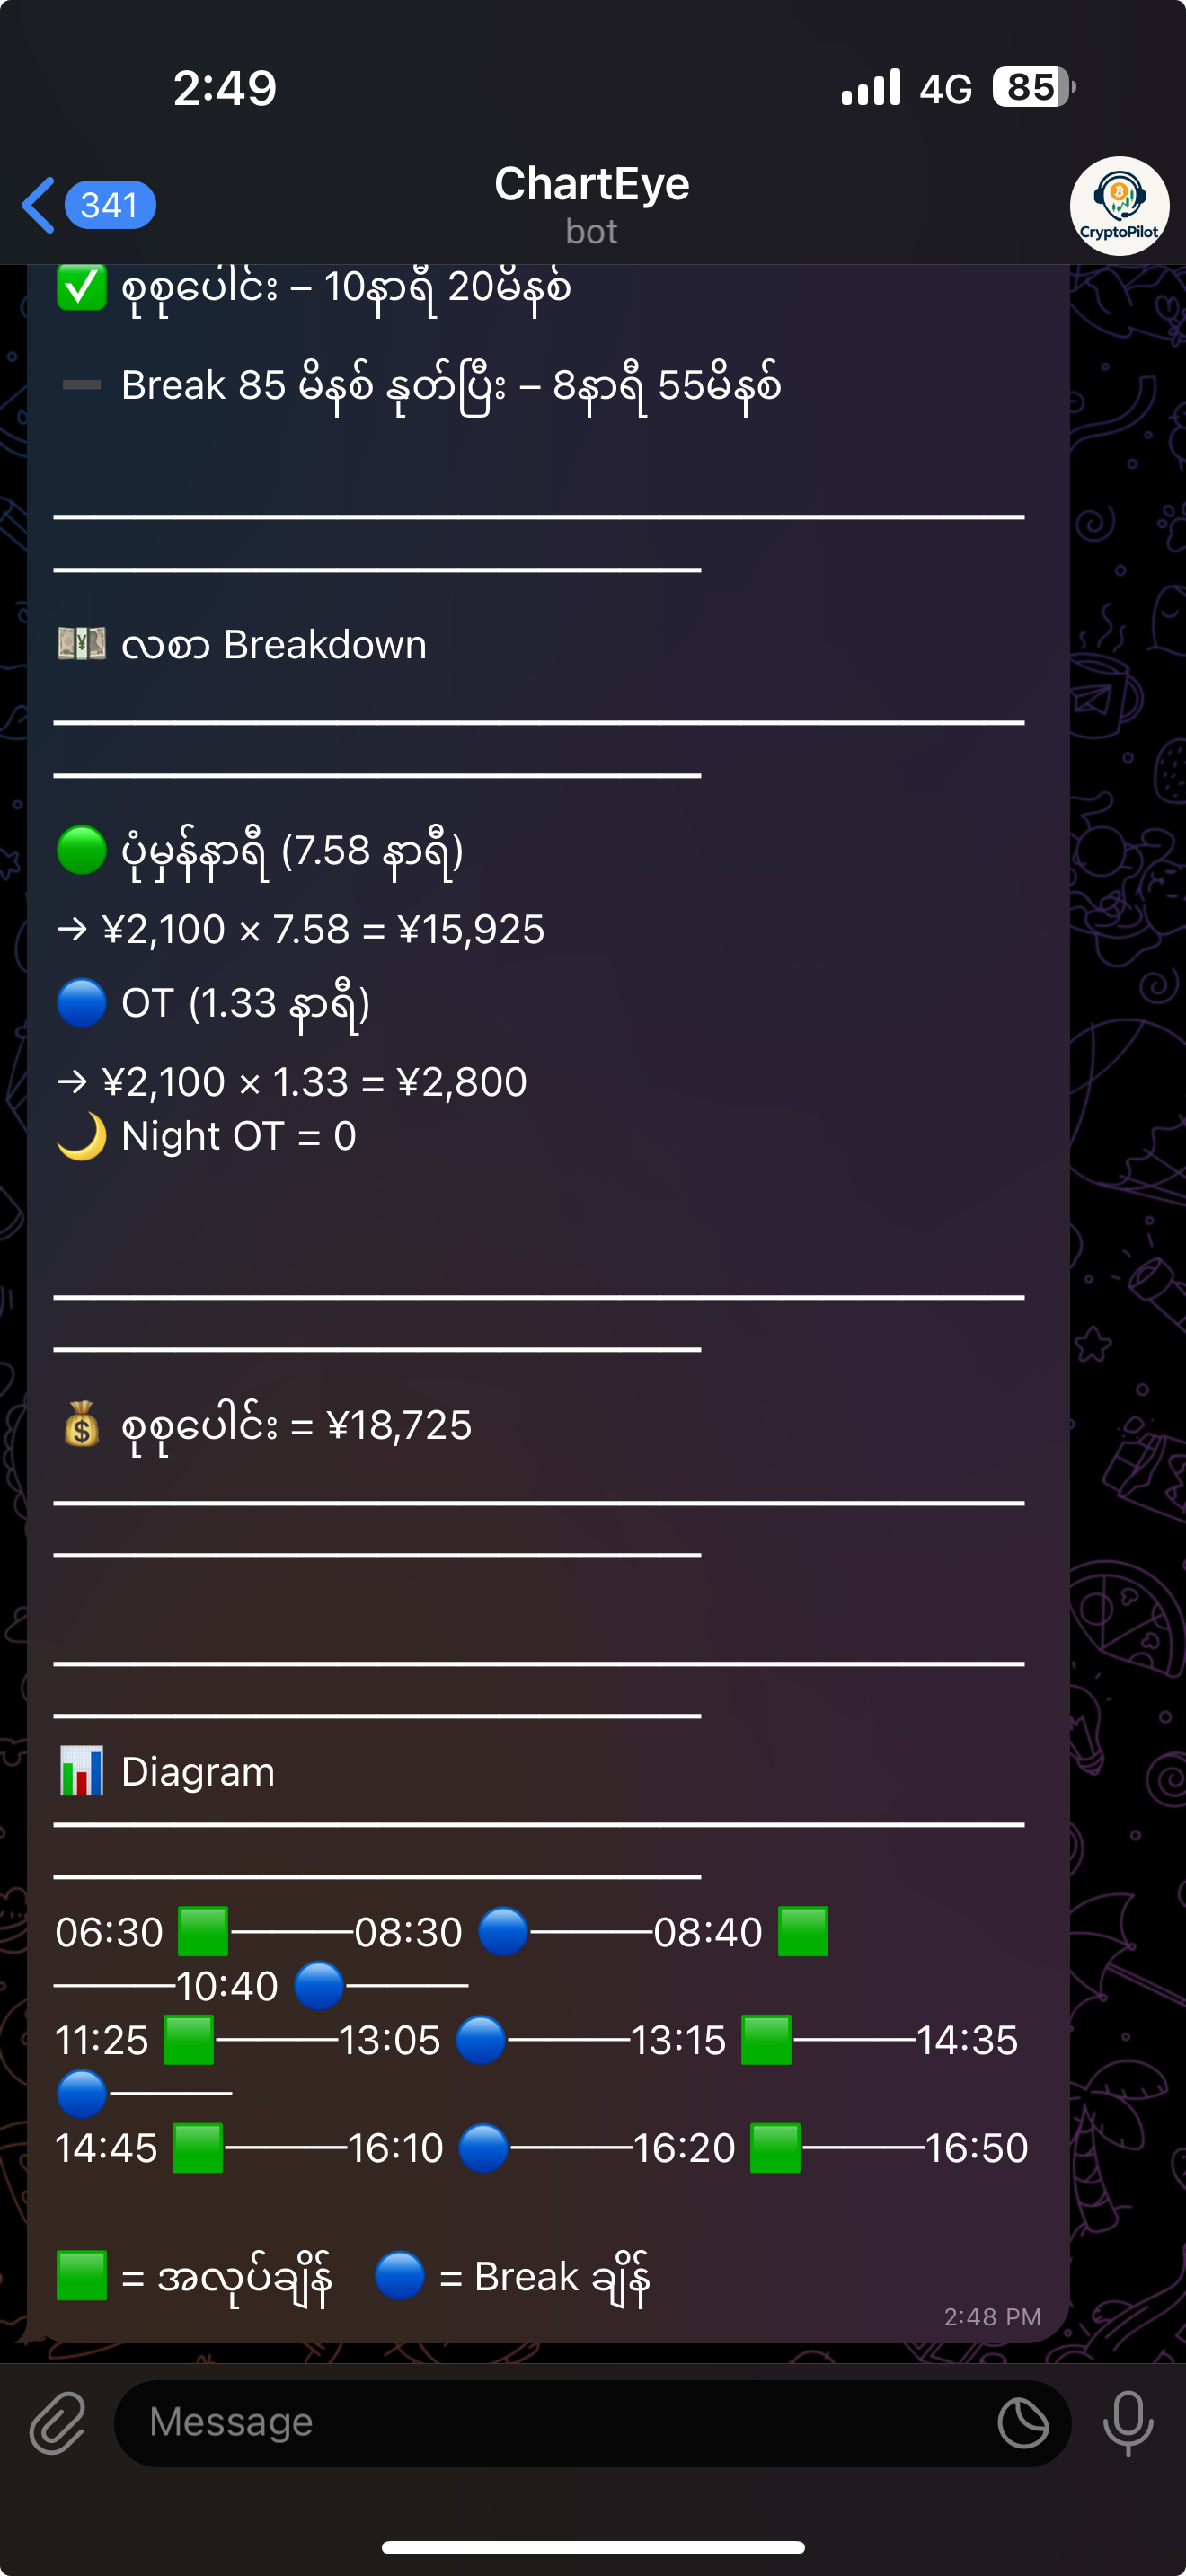 2:49
4G 85
341
ChartEye
bot
CryptoPilot
✅ စုစုပေါင်း – 10နာရီ 20မိနစ်
➖ Break 85 မိနစ် နုတ်ပြီး – 8နာရီ 55မိနစ်
💴 လစာ Breakdown
🟢 ပုံမှန်နာရီ (7.58 နာရီ)
→ ¥2,100 × 7.58 = ¥15,925
🔵 OT (1.33 နာရီ)
→ ¥2,100 × 1.33 = ¥2,800
🌙 Night OT = 0
💰 စုစုပေါင်း = ¥18,725
📊 Diagram
06:30 🟩———08:30 🔵———08:40 🟩
———10:40 🔵———
11:25 🟩———13:05 🔵———13:15 🟩———14:35
🔵———
14:45 🟩———16:10 🔵———16:20 🟩———16:50
🟩 = အလုပ်ချိန် 🔵 = Break ချိန်
2:48 PM
Message